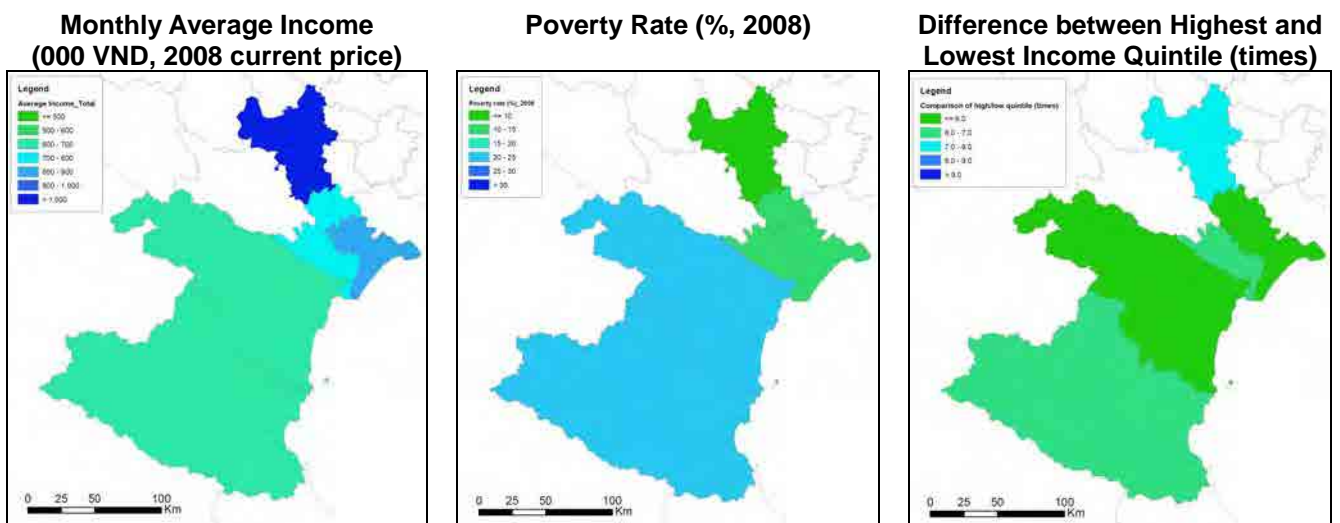 Monthly Average Income
(000 VND, 2008 current price)
Legend
Average Income_Total
<= 500
500 - 600
600 - 700
700 - 800
800 - 900
900 - 1.000
> 1.000
0 25 50 100
Km
Poverty Rate (%, 2008)
Legend
Poverty rate (%)_2008
<= 10
10 - 15
15 - 20
20 - 25
25 - 30
> 30
0 25 50 100
Km
Difference between Highest and
Lowest Income Quintile (times)
Legend
Comparison of high/low quintile (times)
<= 6.0
6.0 - 7.0
7.0 - 8.0
8.0 - 9.0
> 9.0
0 25 50 100
Km